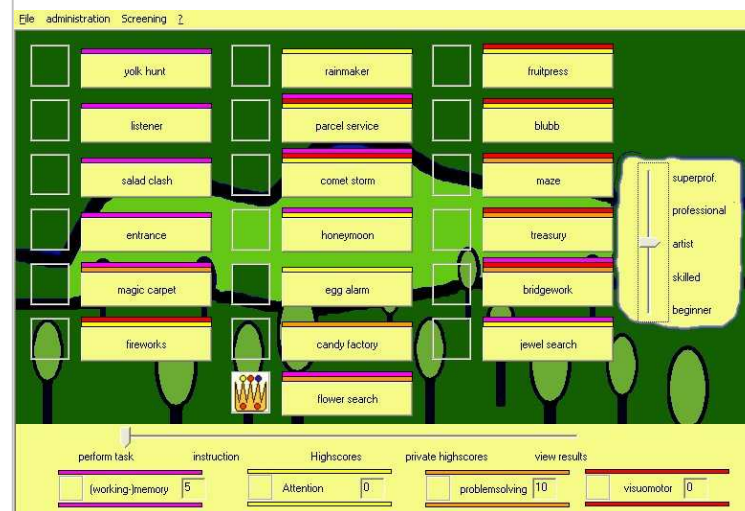 File administration Screening ?
yolk hunt rainmaker fruitpress
listener parcel service blubb
salad clash comet storm maze
entrance honeymoon treasury
magic carpet egg alarm bridgework
fireworks candy factory jewel search
flower search
superprof.
professional
artist
skilled
beginner
perform task instruction Highscores private highscores view results
(working-)memory 5 Attention 0 problemsolving 10 visuomotor 0